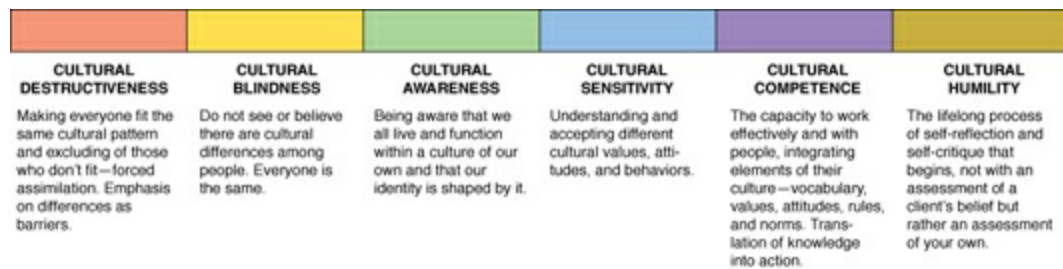 CULTURAL
DESTRUCTIVENESS
Making everyone fit the
same cultural pattern
and excluding of those
who don't fit—forced
assimilation. Emphasis
on differences as
barriers.
CULTURAL
BLINDNESS
Do not see or believe
there are cultural
differences among
people. Everyone is
the same.
CULTURAL
AWARENESS
Being aware that we
all live and function
within a culture of our
own and that our
identity is shaped by it.
CULTURAL
SENSITIVITY
Understanding and
accepting different
cultural values, atti-
tudes, and behaviors.
CULTURAL
COMPETENCE
The capacity to work
effectively and with
people, integrating
elements of their
culture—vocabulary,
values, attitudes, rules,
and norms. Trans-
lation of knowledge
into action.
CULTURAL
HUMILITY
The lifelong process
of self-reflection and
self-critique that
begins, not with an
assessment of a
client's belief but
rather an assessment
of your own.